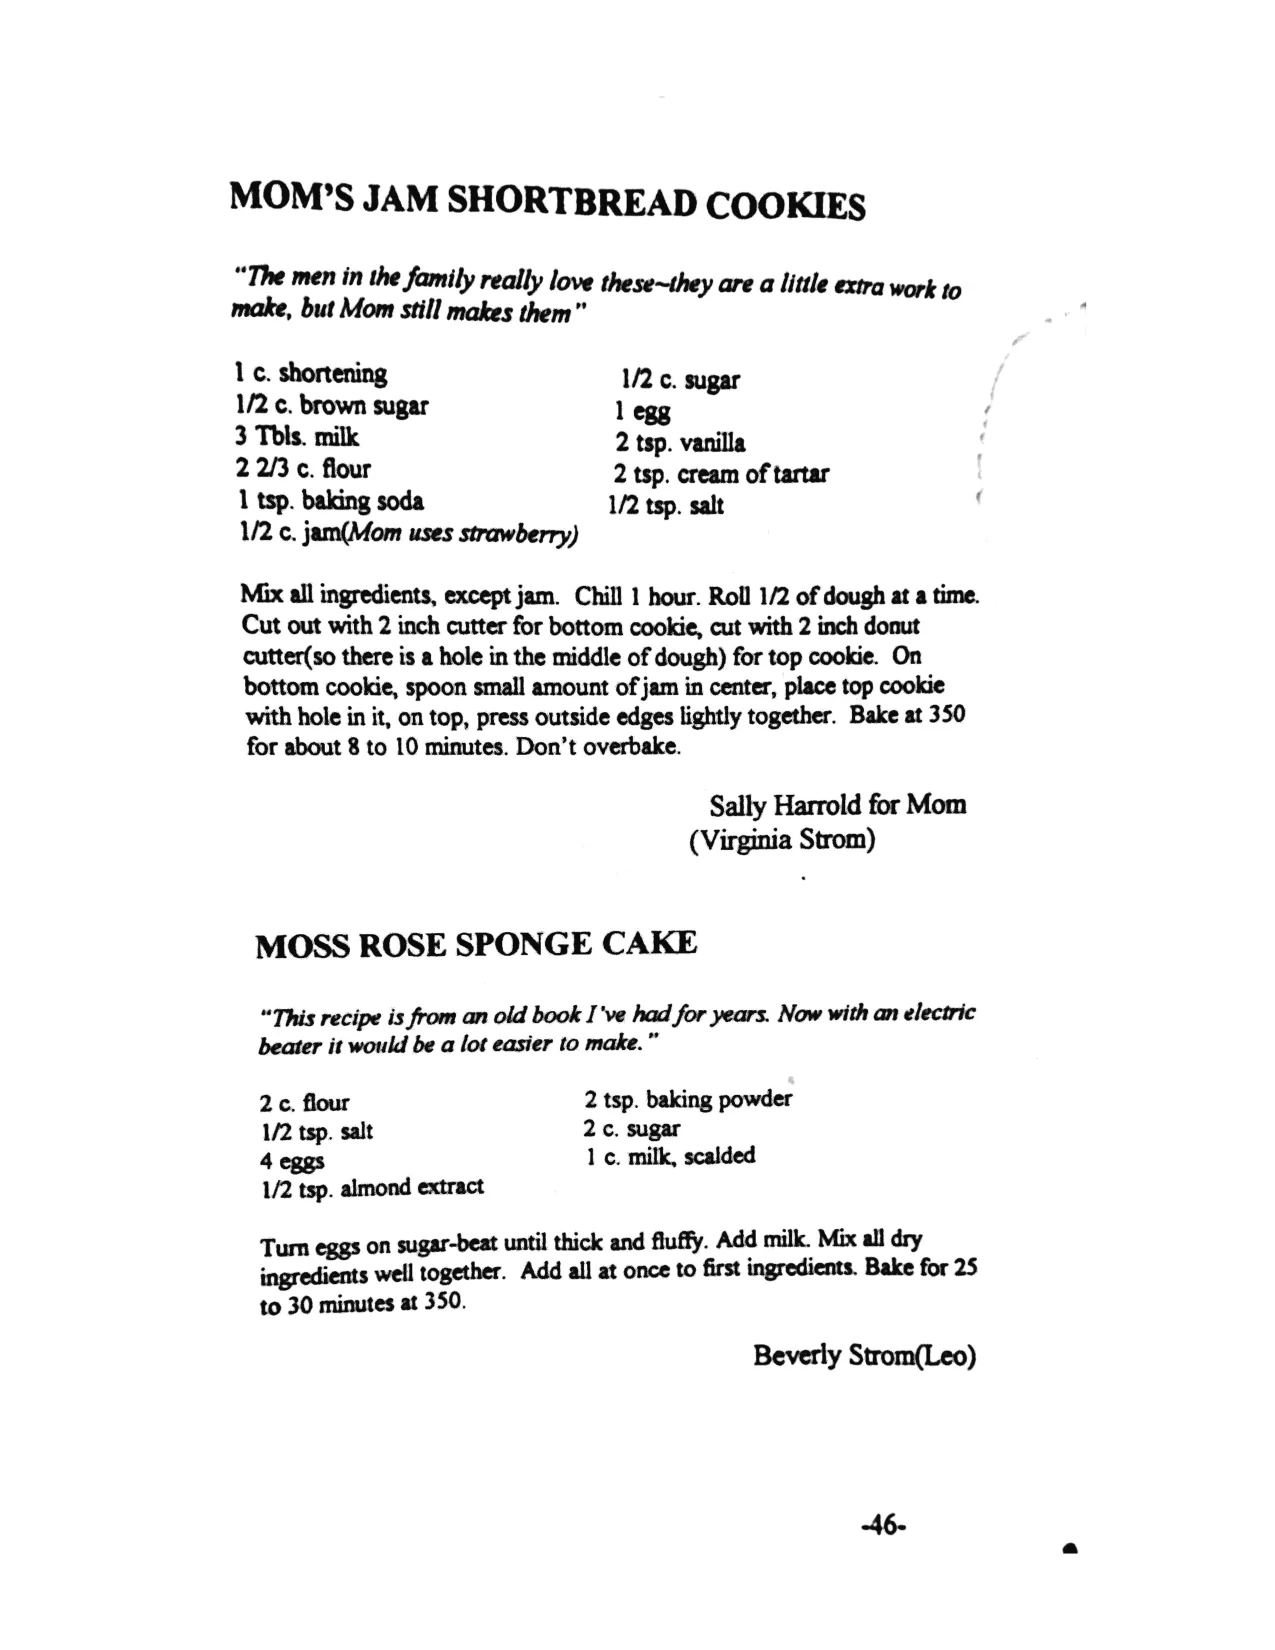 MOM'S JAM SHORTBREAD COOKIES
"The men in the family really love these~they are a little extra work to
make, but Mom still makes them"
1 c. shortening 1/2 c. sugar
1/2 c. brown sugar 1 egg
3 Tbls. milk 2 tsp. vanilla
2 2/3 c. flour 2 tsp. cream of tartar
1 tsp. baking soda 1/2 tsp. salt
1/2 c. jam(Mom uses strawberry)
Mix all ingredients, except jam. Chill 1 hour. Roll 1/2 of dough at a time.
Cut out with 2 inch cutter for bottom cookie, cut with 2 inch donut
cutter(so there is a hole in the middle of dough) for top cookie. On
bottom cookie, spoon small amount of jam in center, place top cookie
with hole in it, on top, press outside edges lightly together. Bake at 350
for about 8 to 10 minutes. Don't overbake.
Sally Harrold for Mom
(Virginia Strom)
MOSS ROSE SPONGE CAKE
"This recipe is from an old book I've had for years. Now with an electric
beater it would be a lot easier to make."
2 c. flour 2 tsp. baking powder
1/2 tsp. salt 2 c. sugar
4 eggs 1 c. milk, scalded
1/2 tsp. almond extract
Turn eggs on sugar-beat until thick and fluffy. Add milk. Mix all dry
ingredients well together. Add all at once to first ingredients. Bake for 25
to 30 minutes at 350.
Beverly Strom(Leo)
-46-